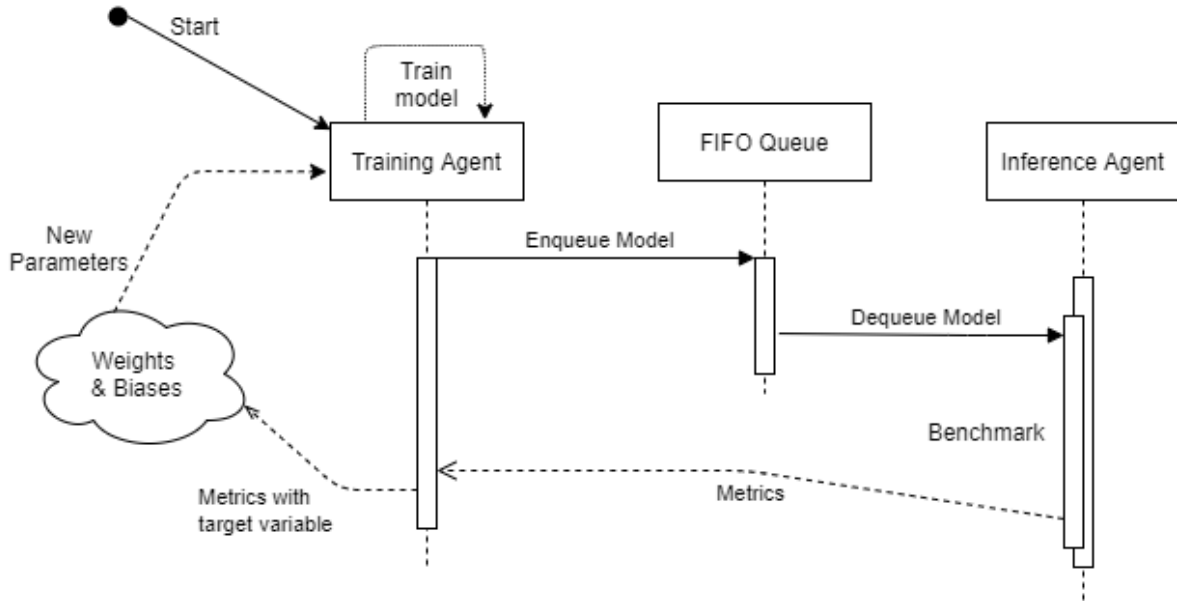 Start
Train
model
Training Agent
FIFO Queue
Inference Agent
New
Parameters
Enqueue Model
Dequeue Model
Weights
& Biases
Benchmark
Metrics with
target variable
Metrics